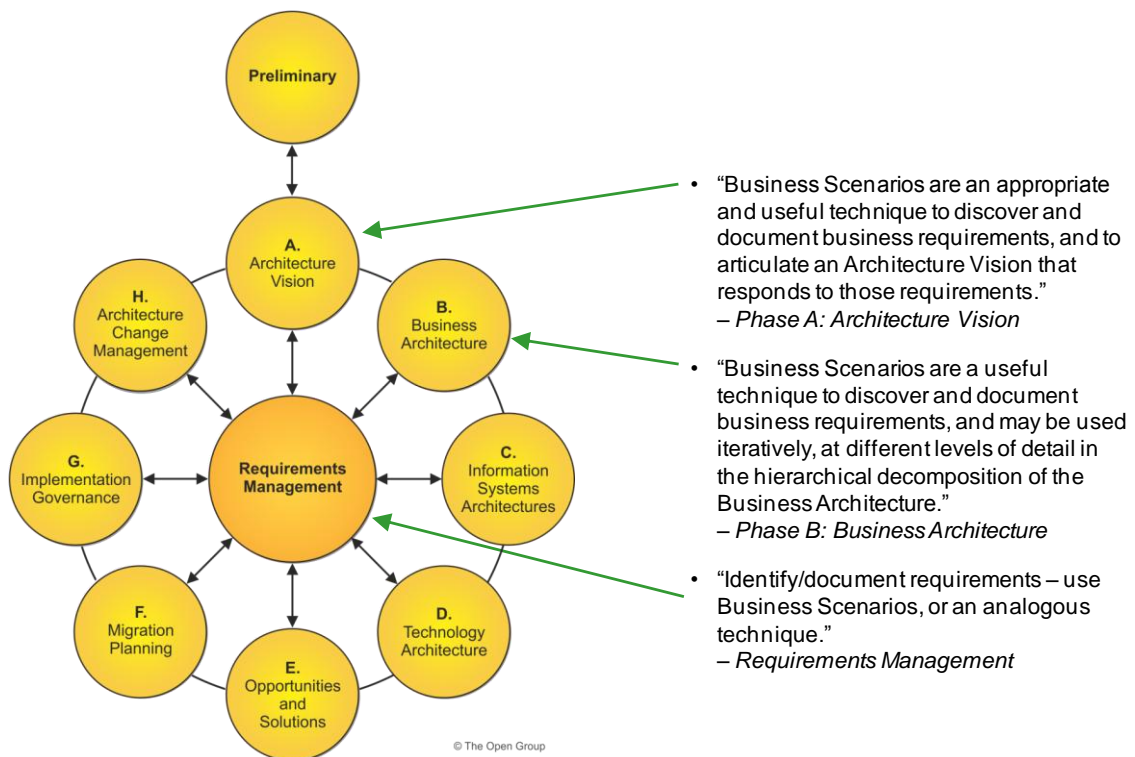 Preliminary
A.
Architecture
Vision
H.
Architecture
Change
Management
B.
Business
Architecture
G.
Implementation
Governance
Requirements
Management
C.
Information
Systems
Architectures
F.
Migration
Planning
D.
Technology
Architecture
E.
Opportunities
and
Solutions
© The Open Group
• “Business Scenarios are an appropriate
and useful technique to discover and
document business requirements, and to
articulate an Architecture Vision that
responds to those requirements.”
– Phase A: Architecture Vision
• “Business Scenarios are a useful
technique to discover and document
business requirements, and may be used
iteratively, at different levels of detail in
the hierarchical decomposition of the
Business Architecture.”
– Phase B: Business Architecture
• “Identify/document requirements – use
Business Scenarios, or an analogous
technique.”
– Requirements Management